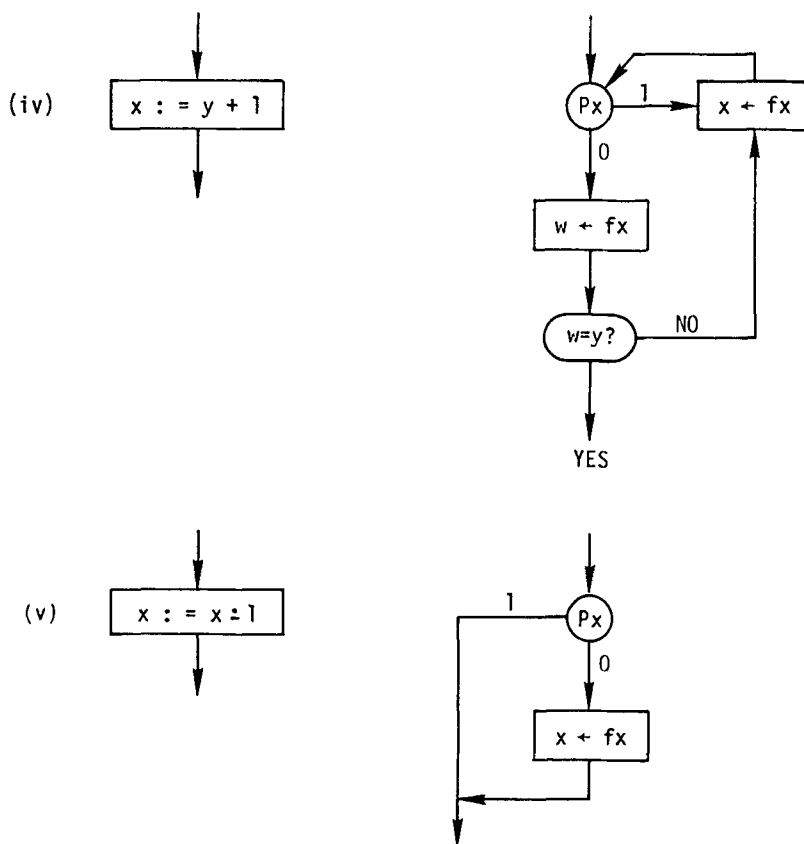 (iv)
x : = y + 1
Px
1
x ← fx
0
w ← fx
w=y?
NO
YES
(v)
x : = x ∸ 1
1
Px
0
x ← fx